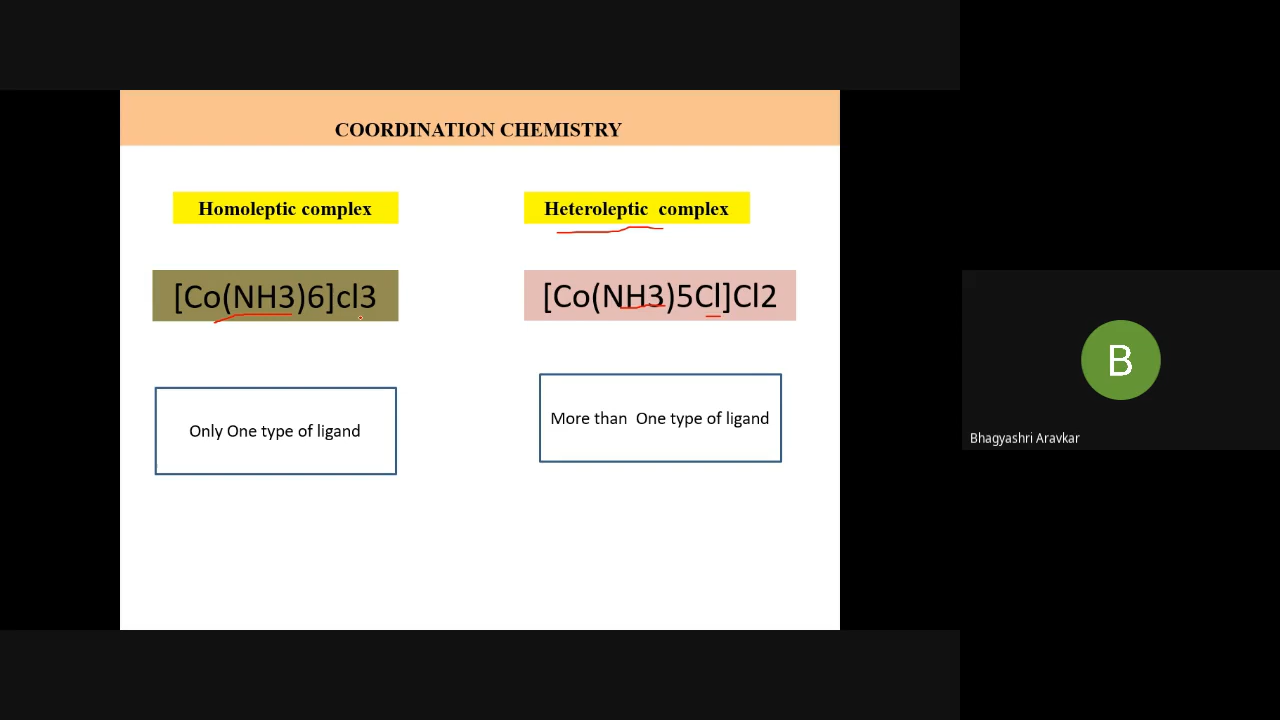 COORDINATION CHEMISTRY
Homoleptic complex
Heteroleptic complex
[Co(NH3)6]cl3
[Co(NH3)5Cl]Cl2
Only One type of ligand
More than One type of ligand
B
Bhagyashri Aravkar